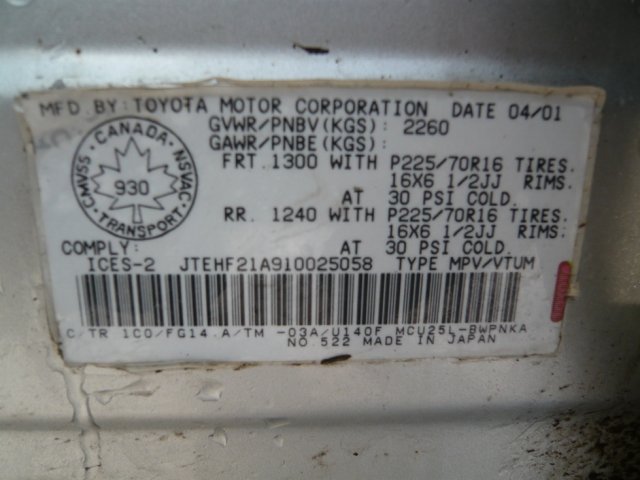 MFD BY: TOYOTA MOTOR CORPORATION DATE 04/01
GVWR/PNBV(KGS): 2260
GAWR/PNBE(KGS):
CANADA
CMVSS NSVAC
930
TRANSPORT
FRT. 1300 WITH P225/70R16 TIRES.
16X6 1/2JJ RIMS.
AT 30 PSI COLD.
RR. 1240 WITH P225/70R16 TIRES.
16X6 1/2JJ RIMS.
COMPLY: AT 30 PSI COLD.
ICES-2 JTEHF21A910025058 TYPE MPV/VTUM
C/TR 1C0/FG14.A/TM -03A/U140F MCU25L-BWPNKA
NO.522 MADE IN JAPAN